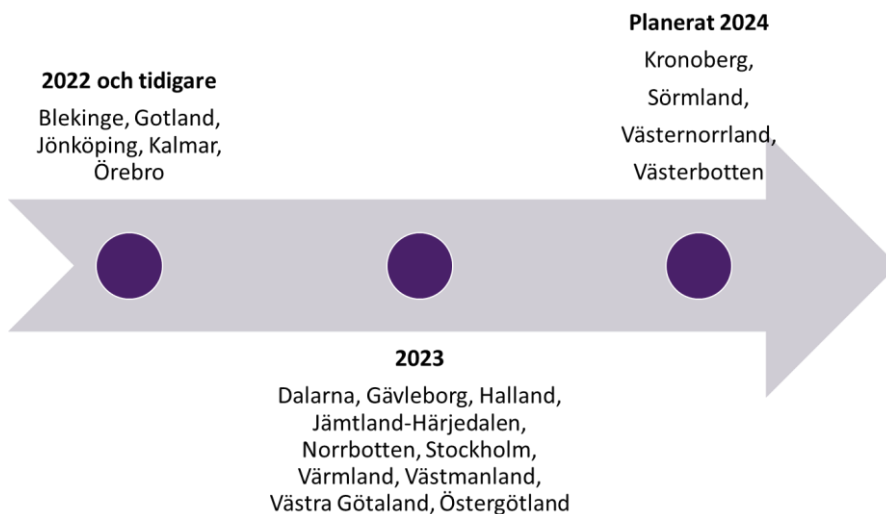 2022 och tidigare
Blekinge, Gotland,
Jönköping, Kalmar,
Örebro
2023
Dalarna, Gävleborg, Halland,
Jämtland-Härjedalen,
Norrbotten, Stockholm,
Värmland, Västmanland,
Västra Götaland, Östergötland
Planerat 2024
Kronoberg,
Sörmland,
Västernorrland,
Västerbotten